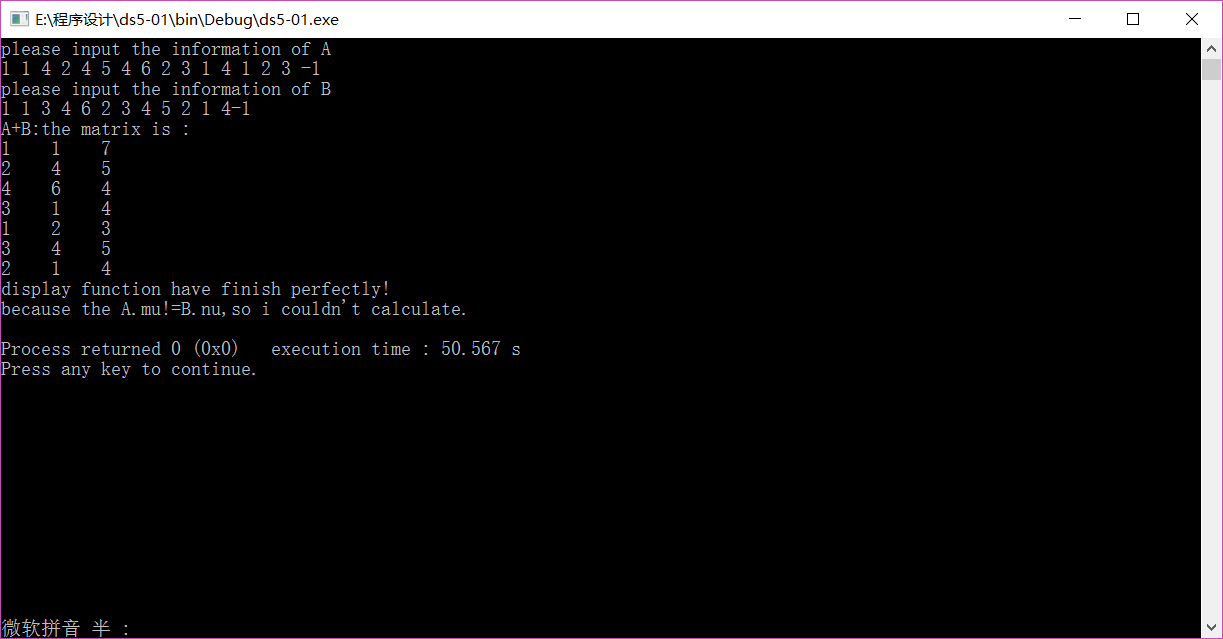 E:\程序设计\ds5-01\bin\Debug\ds5-01.exe
please input the information of A
1 1 4 2 4 5 4 6 2 3 1 4 1 2 3 -1
please input the information of B
1 1 3 4 6 2 3 4 5 2 1 4-1
A+B:the matrix is :
1    1    7
2    4    5
4    6    4
3    1    4
1    2    3
3    4    5
2    1    4
display function have finish perfectly!
because the A.mu!=B.nu,so i couldn't calculate.
Process returned 0 (0x0)   execution time : 50.567 s
Press any key to continue.
微软拼音 半 :